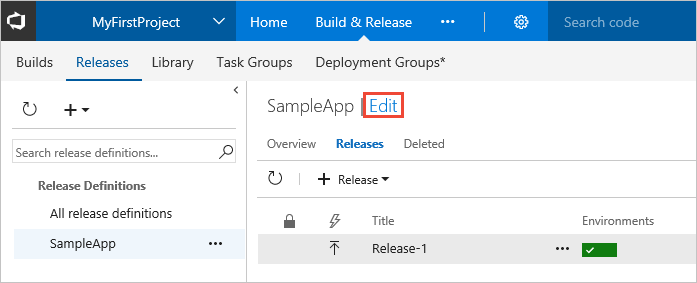 MyFirstProject Home Build & Release ••• Search code
Builds Releases Library Task Groups Deployment Groups*
SampleApp | Edit
Search release definitions...
Overview Releases Deleted
Release Definitions
+ Release
All release definitions
Title Environments
SampleApp •••
Release-1 •••